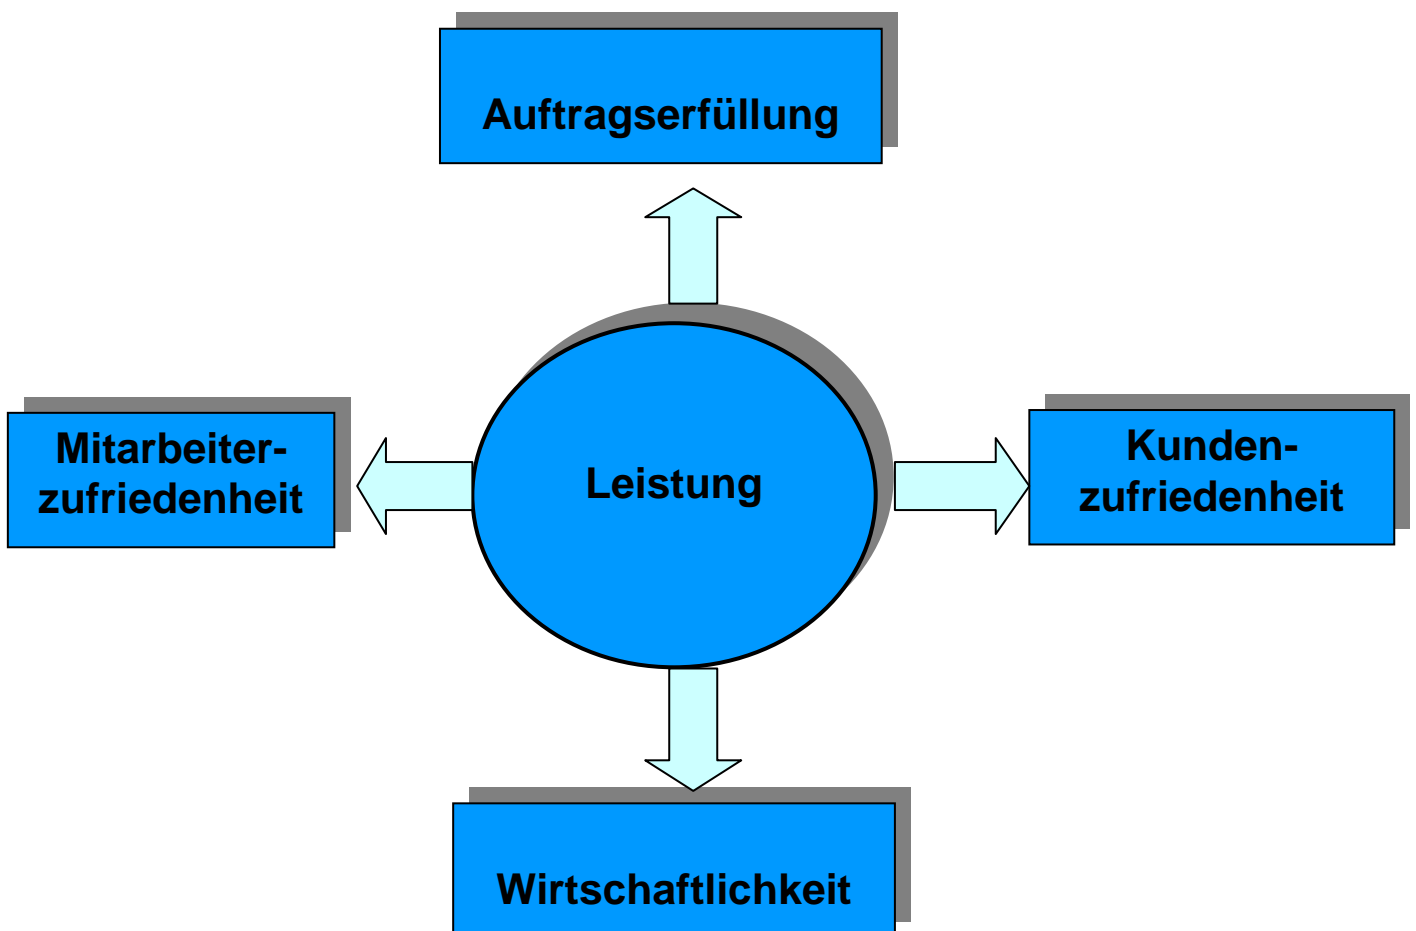 Auftragserfüllung
Mitarbeiter-
zufriedenheit
Leistung
Kunden-
zufriedenheit
Wirtschaftlichkeit